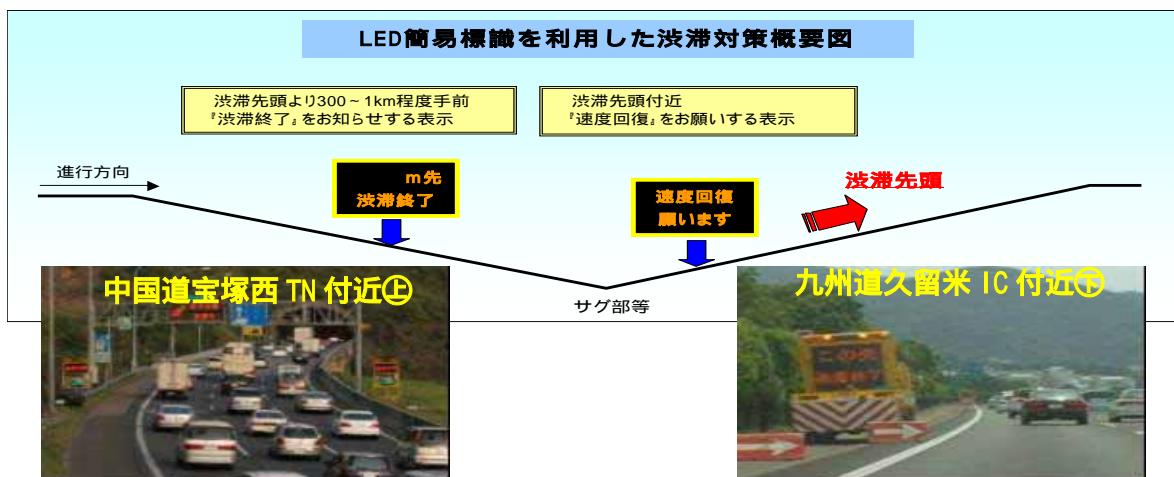 LED簡易標識を利用した渋滞対策概要図
渋滞先頭より300~1km程度手前
『渋滞終了』をお知らせする表示
渋滞先頭付近
『速度回復』をお願いする表示
進行方向
m先
渋滞終了
速度回復
願います
渋滞先頭
サグ部等
中国道宝塚西 TN 付近㊤
九州道久留米 IC 付近㊦
この先